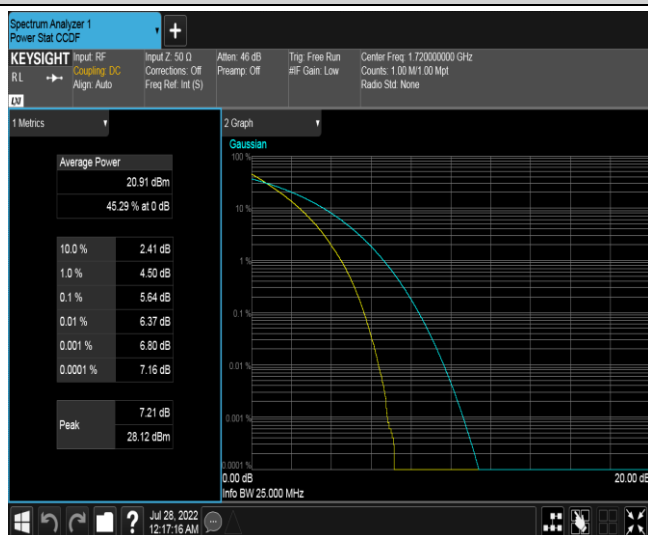 Spectrum Analyzer 1
Power Stat CCDF
+
KEYSIGHT
RL
LXI
Input: RF
Coupling: DC
Align: Auto
Input Z: 50 Ω
Corrections: Off
Freq Ref: Int (S)
Atten: 46 dB
Preamp: Off
Trig: Free Run
#IF Gain: Low
Center Freq: 1.720000000 GHz
Counts: 1.00 M/1.00 Mpt
Radio Std: None
1 Metrics
Average Power
20.91 dBm
45.29 % at 0 dB
10.0 % 2.41 dB
1.0 % 4.50 dB
0.1 % 5.64 dB
0.01 % 6.37 dB
0.001 % 6.80 dB
0.0001 % 7.16 dB
Peak 7.21 dB
28.12 dBm
2 Graph
Gaussian
100 %
10 %
1 %
0.1 %
0.01 %
0.001 %
0.0001 %
0.00 dB 20.00 dB
Info BW 25.000 MHz
?
Jul 28, 2022
12:17:16 AM